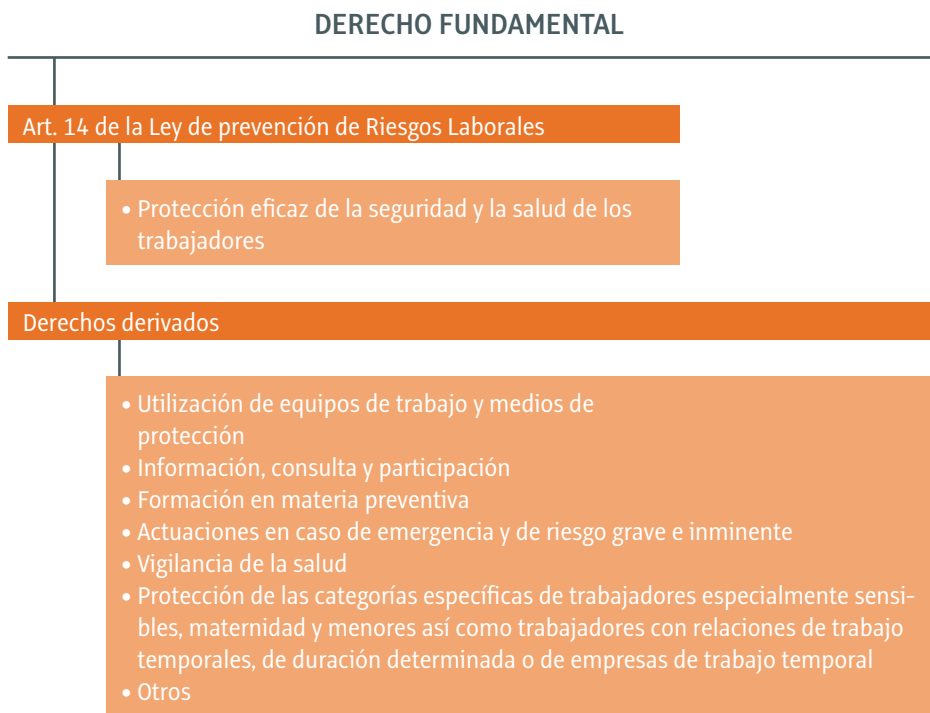 DERECHO FUNDAMENTAL
Art. 14 de la Ley de prevención de Riesgos Laborales
• Protección eficaz de la seguridad y la salud de los
trabajadores
Derechos derivados
• Utilización de equipos de trabajo y medios de
protección
• Información, consulta y participación
• Formación en materia preventiva
• Actuaciones en caso de emergencia y de riesgo grave e inminente
• Vigilancia de la salud
• Protección de las categorías específicas de trabajadores especialmente sensi-
bles, maternidad y menores así como trabajadores con relaciones de trabajo
temporales, de duración determinada o de empresas de trabajo temporal
• Otros